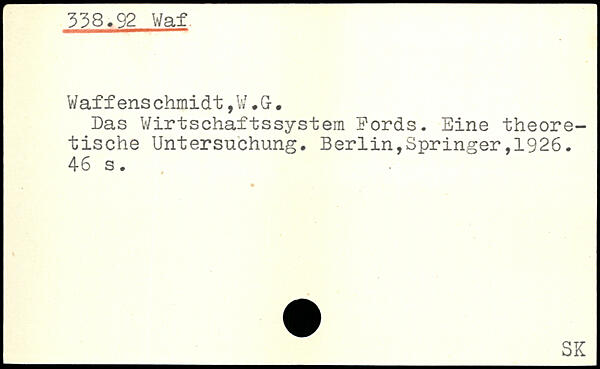 338.92 Waf
Waffenschmidt,W.G.
Das Wirtschaftssystem Fords. Eine theore-
tische Untersuchung. Berlin,Springer,1926.
46 s.
SK